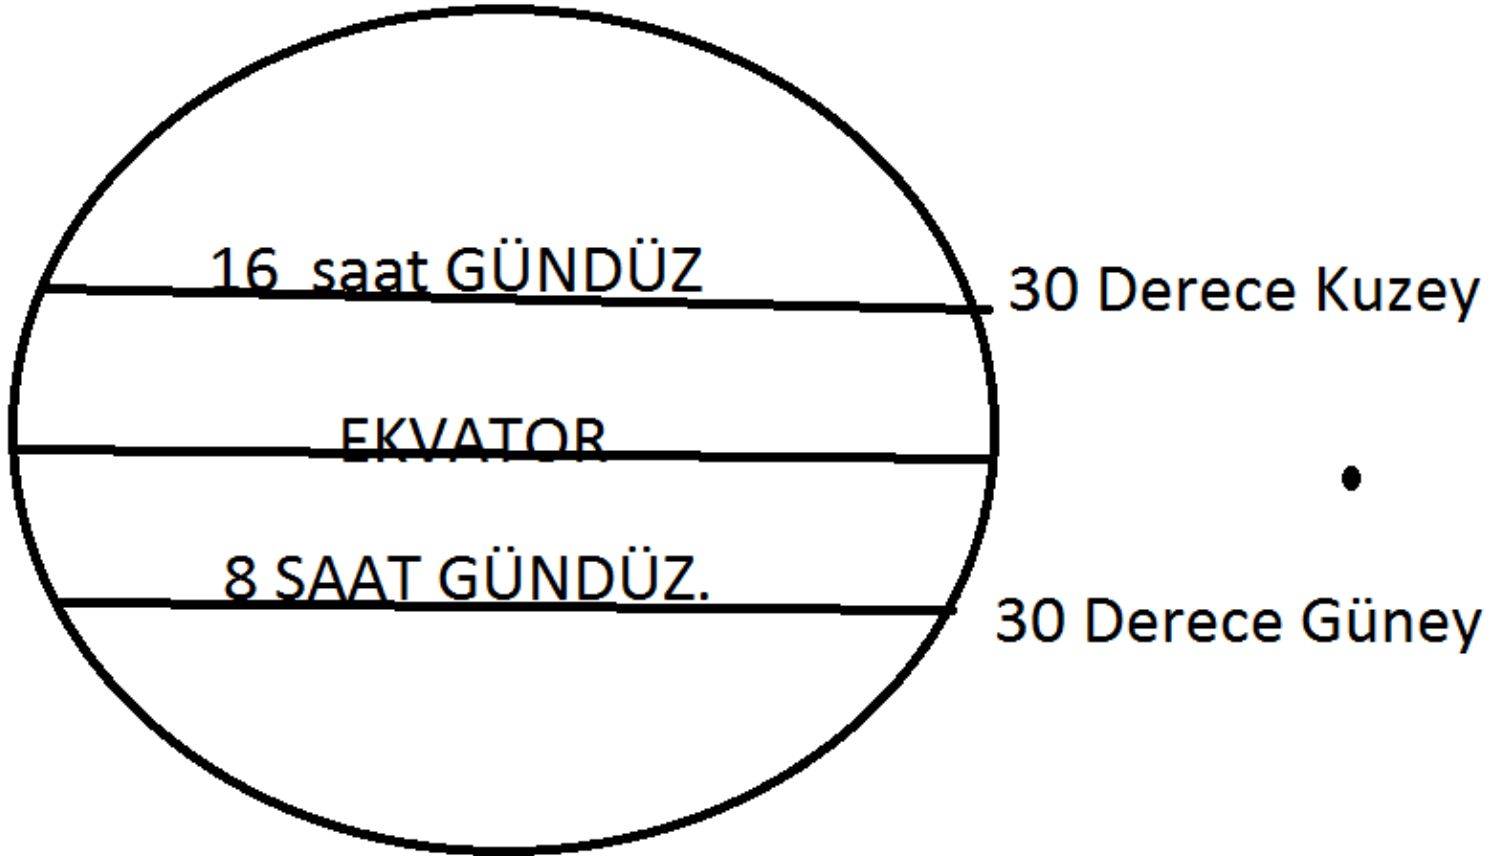 16 saat GÜNDÜZ
30 Derece Kuzey
EKVATOR
8 SAAT GÜNDÜZ.
30 Derece Güney